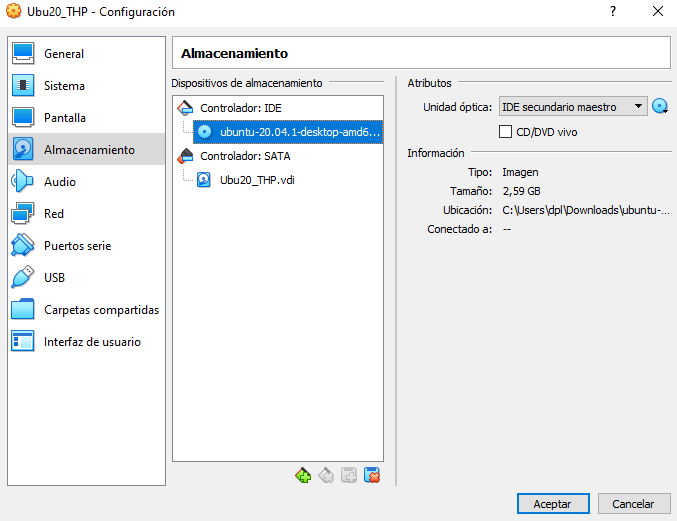 Ubu20_THP - Configuración
?
General
Sistema
Pantalla
Almacenamiento
Audio
Red
Puertos serie
USB
Carpetas compartidas
Interfaz de usuario
Almacenamiento
Dispositivos de almacenamiento
Controlador: IDE
ubuntu-20.04.1-desktop-amd6...
Controlador: SATA
Ubu20_THP.vdi
Atributos
Unidad óptica: IDE secundario maestro
CD/DVD vivo
Información
Tipo: Imagen
Tamaño: 2,59 GB
Ubicación: C:\Users\dpl\Downloads\ubuntu-...
Conectado a: --
Aceptar
Cancelar